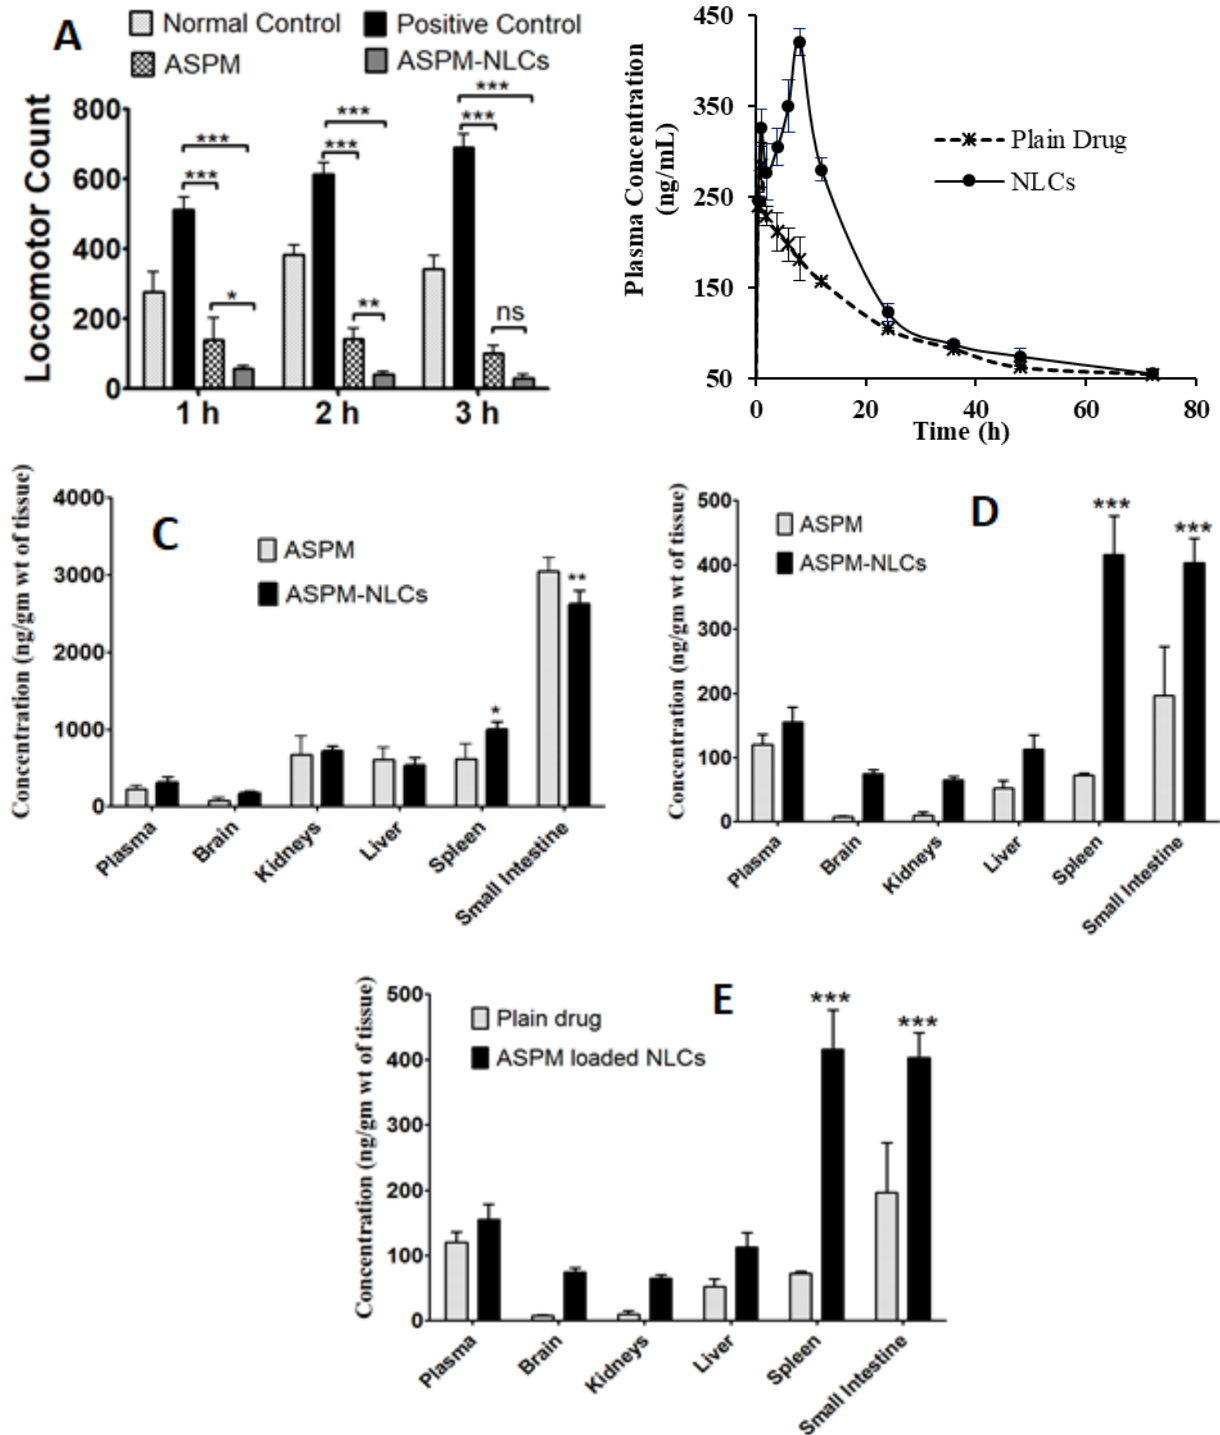 A
Normal Control
Positive Control
ASPM
ASPM-NLCs
Locomotor Count
800
600
400
200
0
***
***
*
***
***
**
***
***
ns
1 h
2 h
3 h
Plasma Concentration
(ng/mL)
450
350
250
150
50
Plain Drug
NLCs
0
20
40
60
80
Time (h)
Concentration (ng/gm wt of tissue)
4000
3000
2000
1000
0
C
ASPM
ASPM-NLCs
*
**
Plasma
Brain
Kidneys
Liver
Spleen
Small Intestine
Concentration (ng/gm wt of tissue)
500
400
300
200
100
0
D
ASPM
ASPM-NLCs
***
***
Plasma
Brain
Kidneys
Liver
Spleen
Small Intestine
Concentration (ng/gm wt of tissue)
500
400
300
200
100
0
E
Plain drug
ASPM loaded NLCs
***
***
Plasma
Brain
Kidneys
Liver
Spleen
Small Intestine